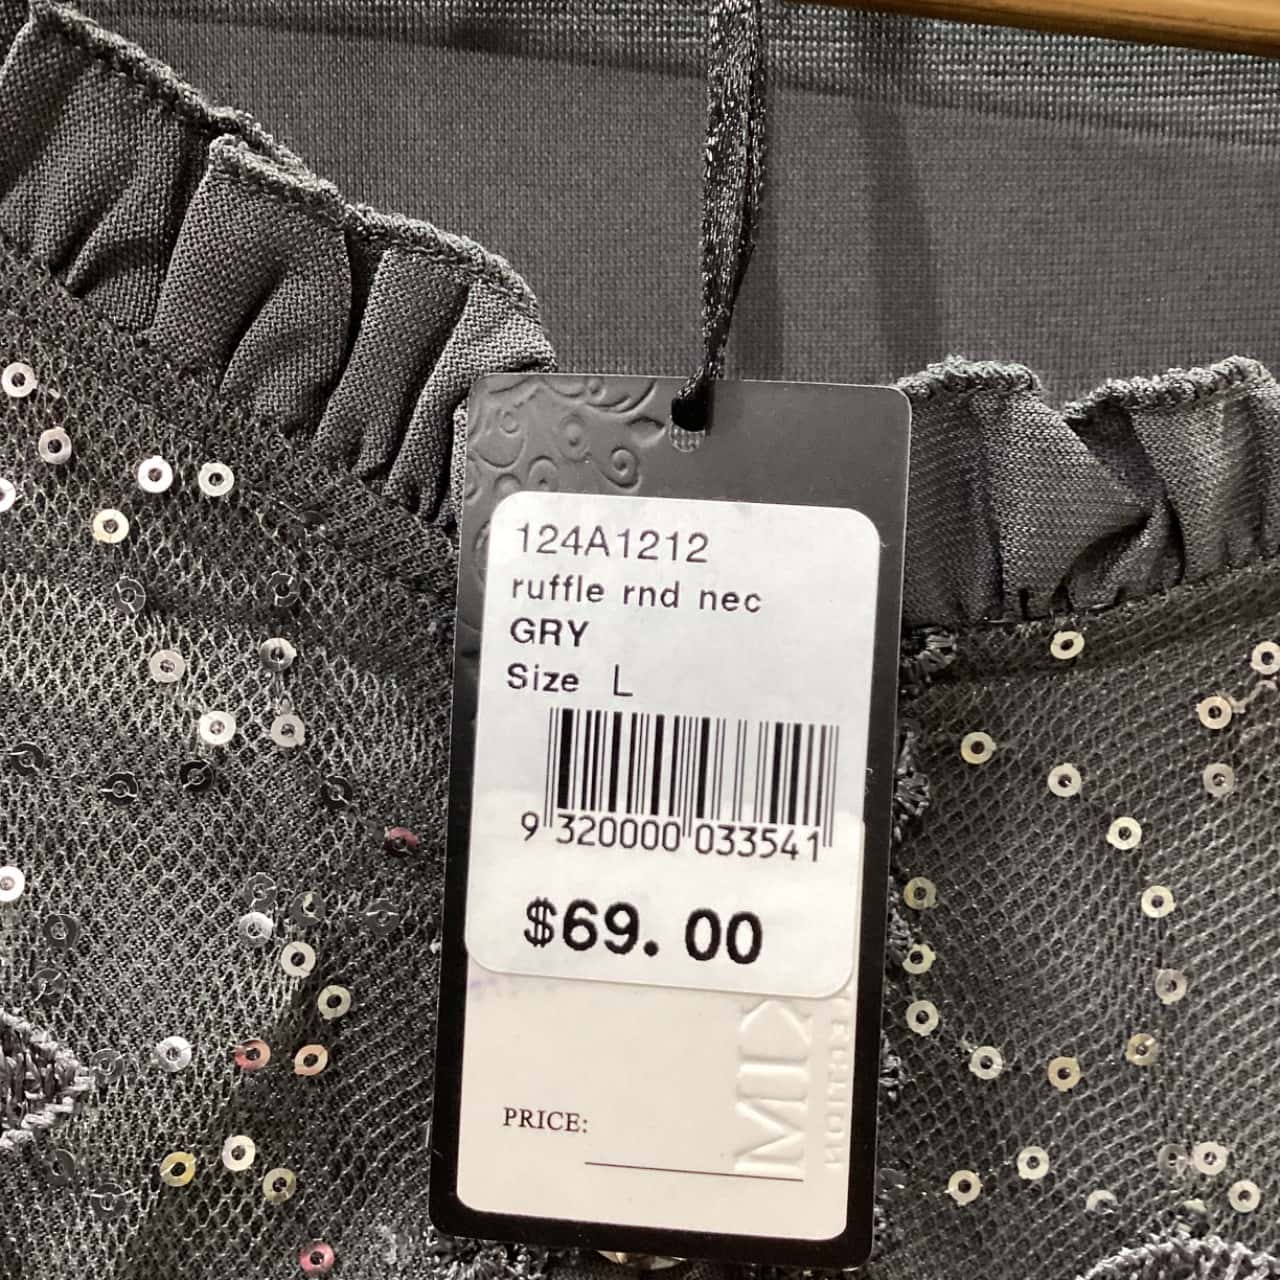 124A1212
ruffle rnd nec
GRY
Size L
9 320000 033541
$69.00
PRICE: